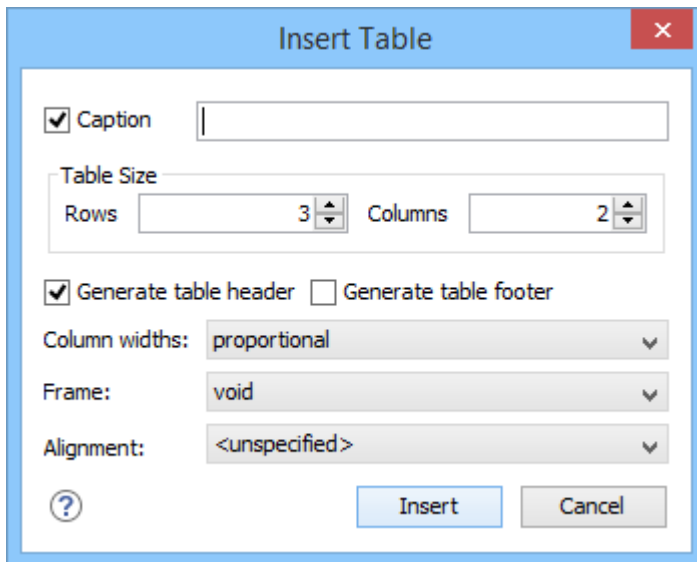 Insert Table
Caption
Table Size
Rows 3 Columns 2
Generate table header Generate table footer
Column widths: proportional
Frame: void
Alignment: <unspecified>
? Insert Cancel